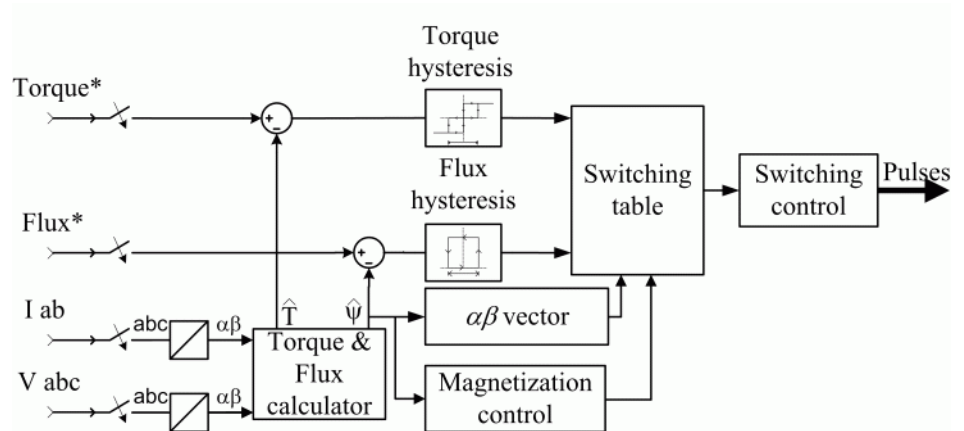 Torque
hysteresis
Torque*
+
-
Flux
hysteresis
Switching
table
Switching
control
Pulses
Flux*
+
-
I ab
abc
αβ
T̂
ψ̂
αβ vector
Torque &
Flux
calculator
V abc
abc
αβ
Magnetization
control